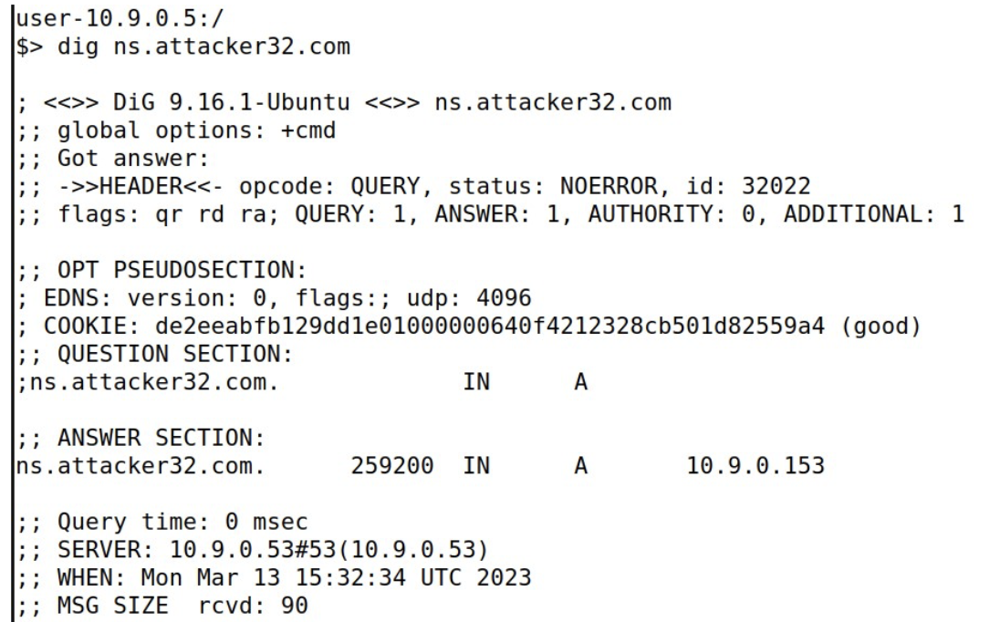 user-10.9.0.5:/
$> dig ns.attacker32.com
; <<>> DiG 9.16.1-Ubuntu <<>> ns.attacker32.com
;; global options: +cmd
;; Got answer:
;; ->>HEADER<<- opcode: QUERY, status: NOERROR, id: 32022
;; flags: qr rd ra; QUERY: 1, ANSWER: 1, AUTHORITY: 0, ADDITIONAL: 1
;; OPT PSEUDOSECTION:
; EDNS: version: 0, flags:; udp: 4096
; COOKIE: de2eeabfb129dd1e01000000640f4212328cb501d82559a4 (good)
;; QUESTION SECTION:
;ns.attacker32.com. IN A
;; ANSWER SECTION:
ns.attacker32.com. 259200 IN A 10.9.0.153
;; Query time: 0 msec
;; SERVER: 10.9.0.53#53(10.9.0.53)
;; WHEN: Mon Mar 13 15:32:34 UTC 2023
;; MSG SIZE rcvd: 90